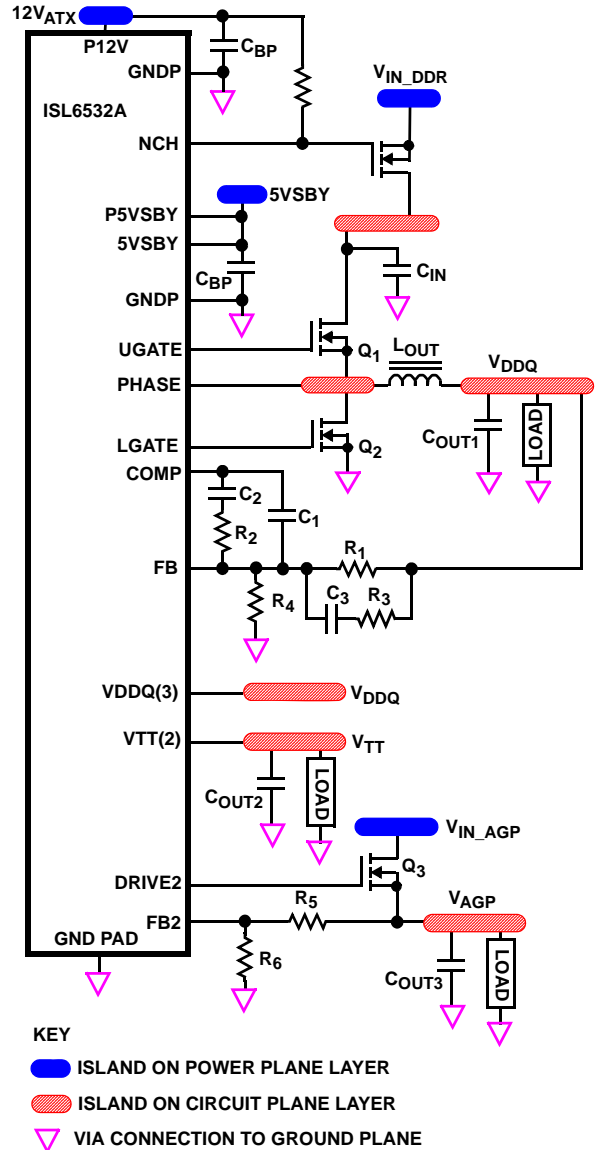 12VATX
P12V
CBP
GNDP
VIN_DDR
ISL6532A
NCH
5VSBY
P5VSBY
5VSBY
CBP
CIN
GNDP
UGATE
Q1
LOUT
PHASE
VDDQ
COUT1
LOAD
LGATE
Q2
COMP
C2
C1
R2
R1
FB
C3
R3
R4
VDDQ(3)
VDDQ
VTT(2)
VTT
COUT2
LOAD
VIN_AGP
Q3
DRIVE2
R5
VAGP
FB2
GND PAD
R6
COUT3
LOAD
KEY
ISLAND ON POWER PLANE LAYER
ISLAND ON CIRCUIT PLANE LAYER
VIA CONNECTION TO GROUND PLANE